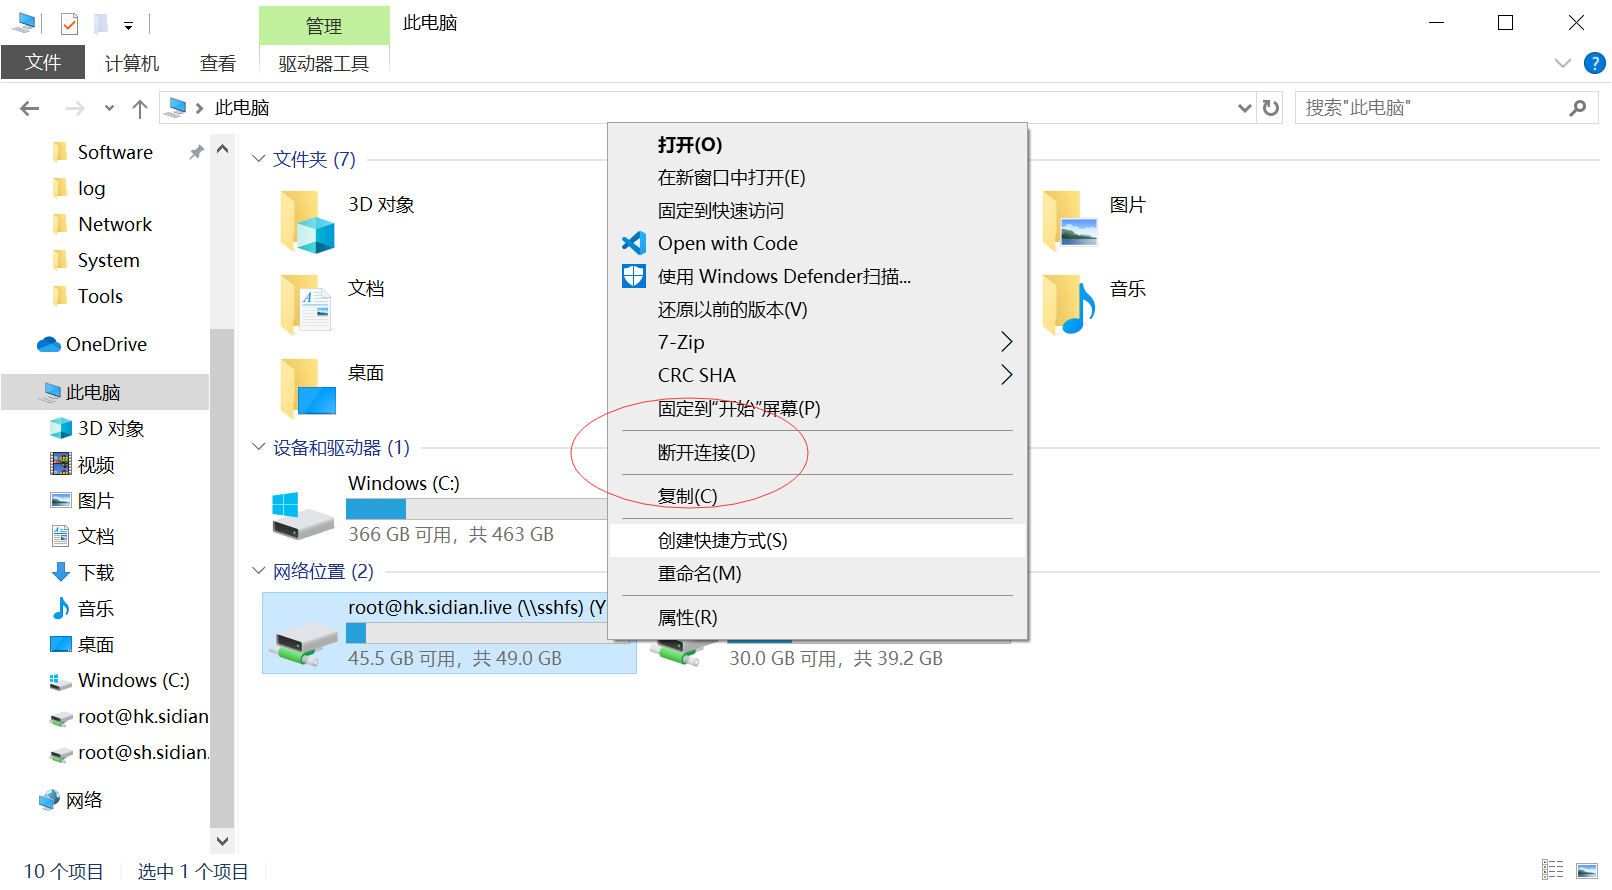 管理
此电脑
文件
计算机
查看
驱动器工具
?
此电脑
搜索"此电脑"
Software
log
Network
System
Tools
OneDrive
此电脑
3D 对象
视频
图片
文档
下载
音乐
桌面
Windows (C:)
root@hk.sidian
root@sh.sidian.
网络
文件夹 (7)
3D 对象
文档
桌面
图片
音乐
设备和驱动器 (1)
Windows (C:)
366 GB 可用，共 463 GB
网络位置 (2)
root@hk.sidian.live (\\sshfs) (Y
45.5 GB 可用，共 49.0 GB
30.0 GB 可用，共 39.2 GB
打开(O)
在新窗口中打开(E)
固定到快速访问
Open with Code
使用 Windows Defender扫描...
还原以前的版本(V)
7-Zip
CRC SHA
固定到“开始”屏幕(P)
断开连接(D)
复制(C)
创建快捷方式(S)
重命名(M)
属性(R)
10 个项目
选中 1 个项目